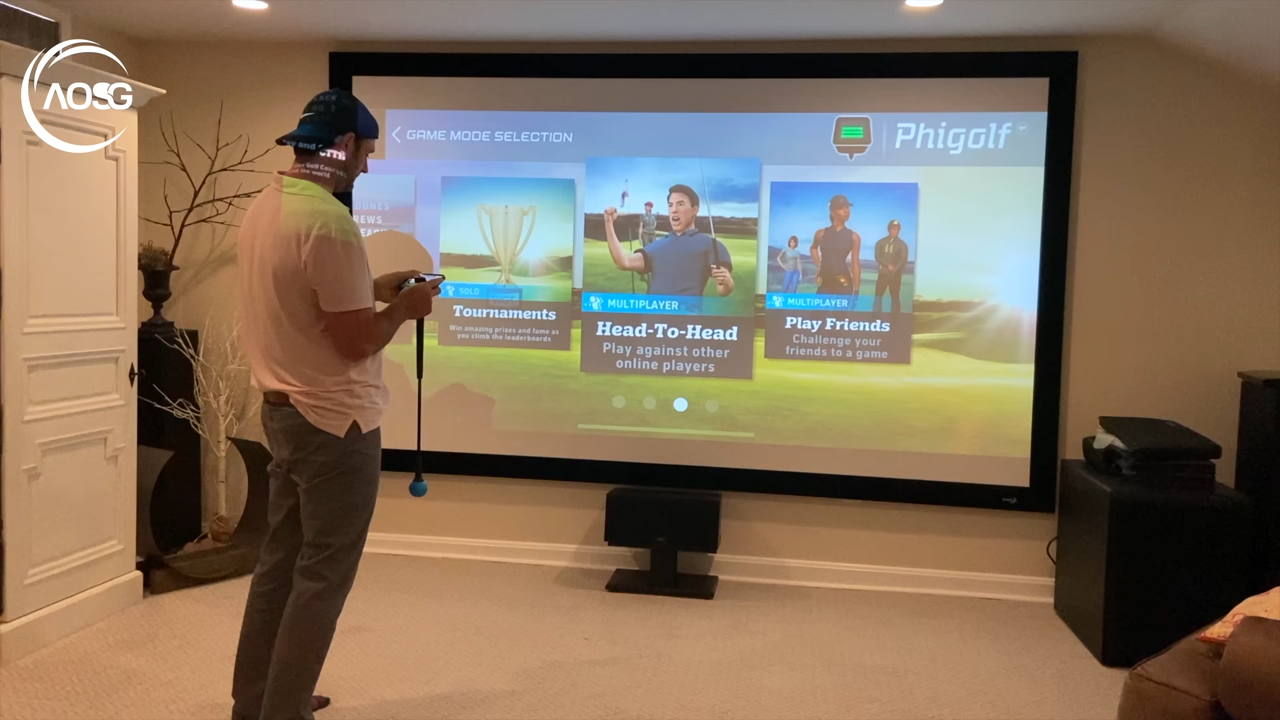 AOSG
GAME MODE SELECTION
Phigolf
SOLO
Tournaments
Win amazing prizes and fame as
you climb the leaderboards
MULTIPLAYER
Head-To-Head
Play against other
online players
MULTIPLAYER
Play Friends
Challenge your
friends to a game